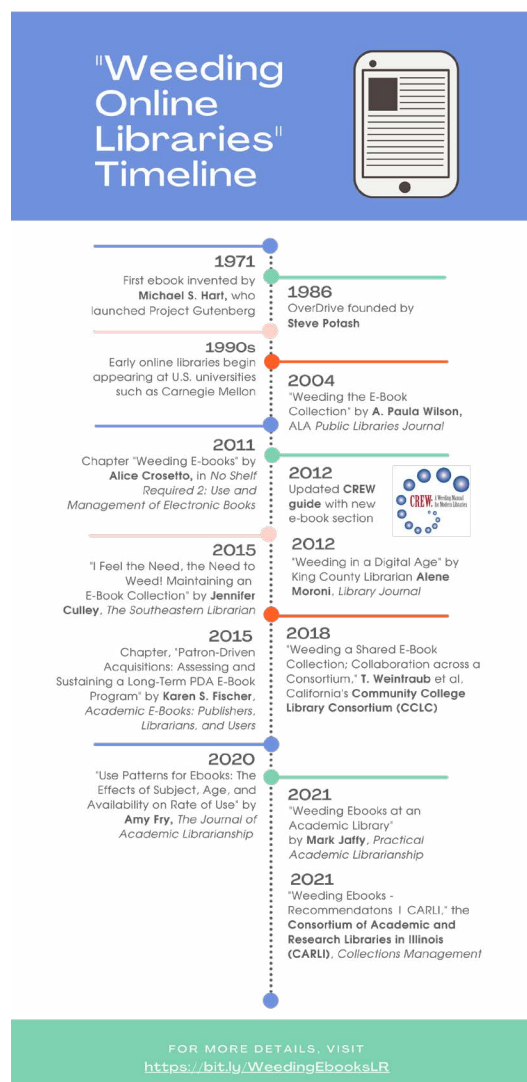 "Weeding
Online
Libraries"
Timeline
1971
First ebook invented by
Michael S. Hart, who
launched Project Gutenberg
1986
OverDrive founded by
Steve Potash
1990s
Early online libraries begin
appearing at U.S. universities
such as Carnegie Mellon
2004
"Weeding the E-Book
Collection" by A. Paula Wilson,
ALA Public Libraries Journal
2011
Chapter "Weeding E-books" by
Alice Crosetto, in No Shelf
Required 2: Use and
Management of Electronic Books
2012
Updated CREW
guide with new
e-book section
CREW: A Weeding Manual
for Modern Libraries
2012
"Weeding in a Digital Age" by
King County Librarian Alene
Moroni, Library Journal
2015
"I Feel the Need, the Need to
Weed! Maintaining an
E-Book Collection" by Jennifer
Culley, The Southeastern Librarian
2015
Chapter, "Patron-Driven
Acquisitions: Assessing and
Sustaining a Long-Term PDA E-Book
Program" by Karen S. Fischer,
Academic E-Books: Publishers,
Librarians, and Users
2018
"Weeding a Shared E-Book
Collection; Collaboration across a
Consortium," T. Weintraub et al,
California's Community College
Library Consortium (CCLC)
2020
"Use Patterns for Ebooks: The
Effects of Subject, Age, and
Availability on Rate of Use" by
Amy Fry, The Journal of
Academic Librarianship
2021
"Weeding Ebooks at an
Academic Library"
by Mark Jaffy, Practical
Academic Librarianship
2021
"Weeding Ebooks -
Recommendatons | CARLI," the
Consortium of Academic and
Research Libraries in Illinois
(CARLI), Collections Management
FOR MORE DETAILS, VISIT
https://bit.ly/WeedingEbooksLR